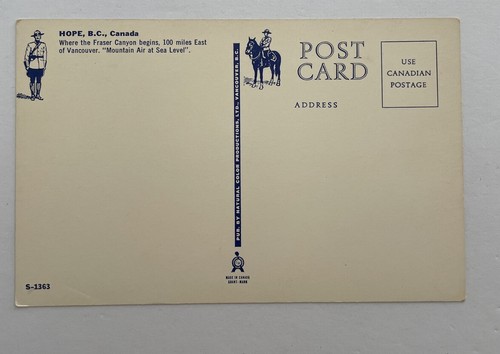 HOPE, B.C., Canada
Where the Fraser Canyon begins, 100 miles East
of Vancouver. "Mountain Air at Sea Level".
PUB. BY NATURAL COLOR PRODUCTIONS, LTD., VANCOUVER, B.C.
POST
CARD
ADDRESS
USE
CANADIAN
POSTAGE
MADE IN CANADA
S-1363